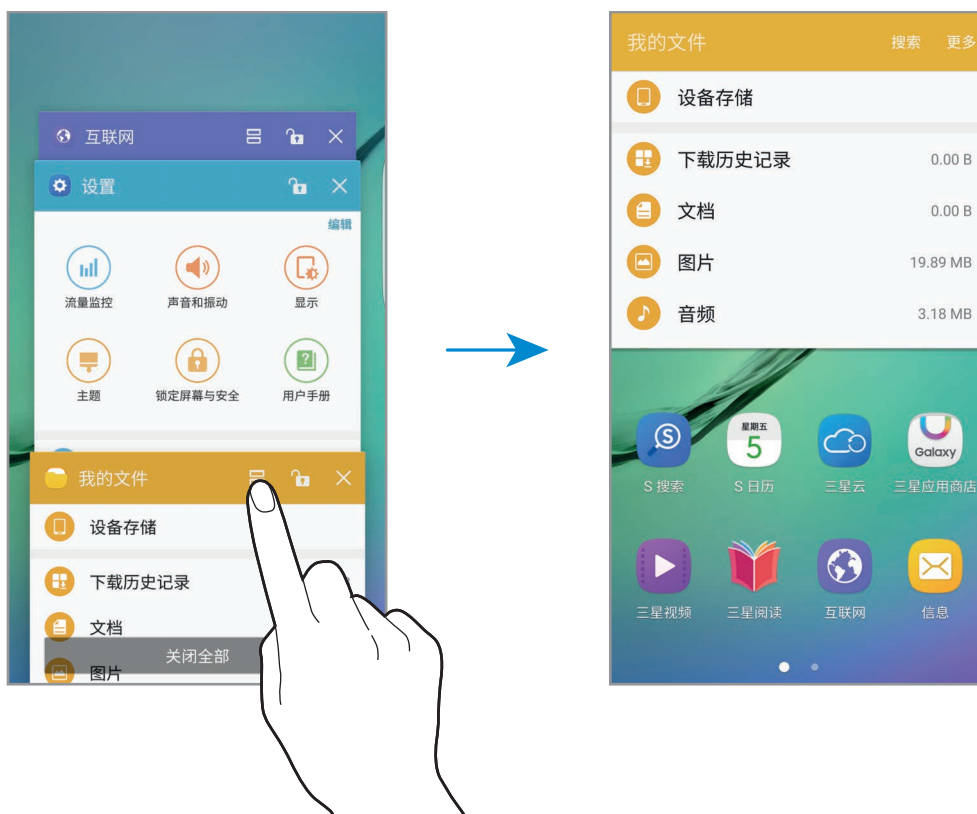 互联网
设置
编辑
流量监控 声音和振动 显示
主题 锁定屏幕与安全 用户手册
我的文件
设备存储
下载历史记录
文档
图片
关闭全部
我的文件 搜索 更多
设备存储
下载历史记录 0.00 B
文档 0.00 B
图片 19.89 MB
音频 3.18 MB
星期五
5
Galaxy
S 搜索 S 日历 三星云 三星应用商店
三星视频 三星阅读 互联网 信息